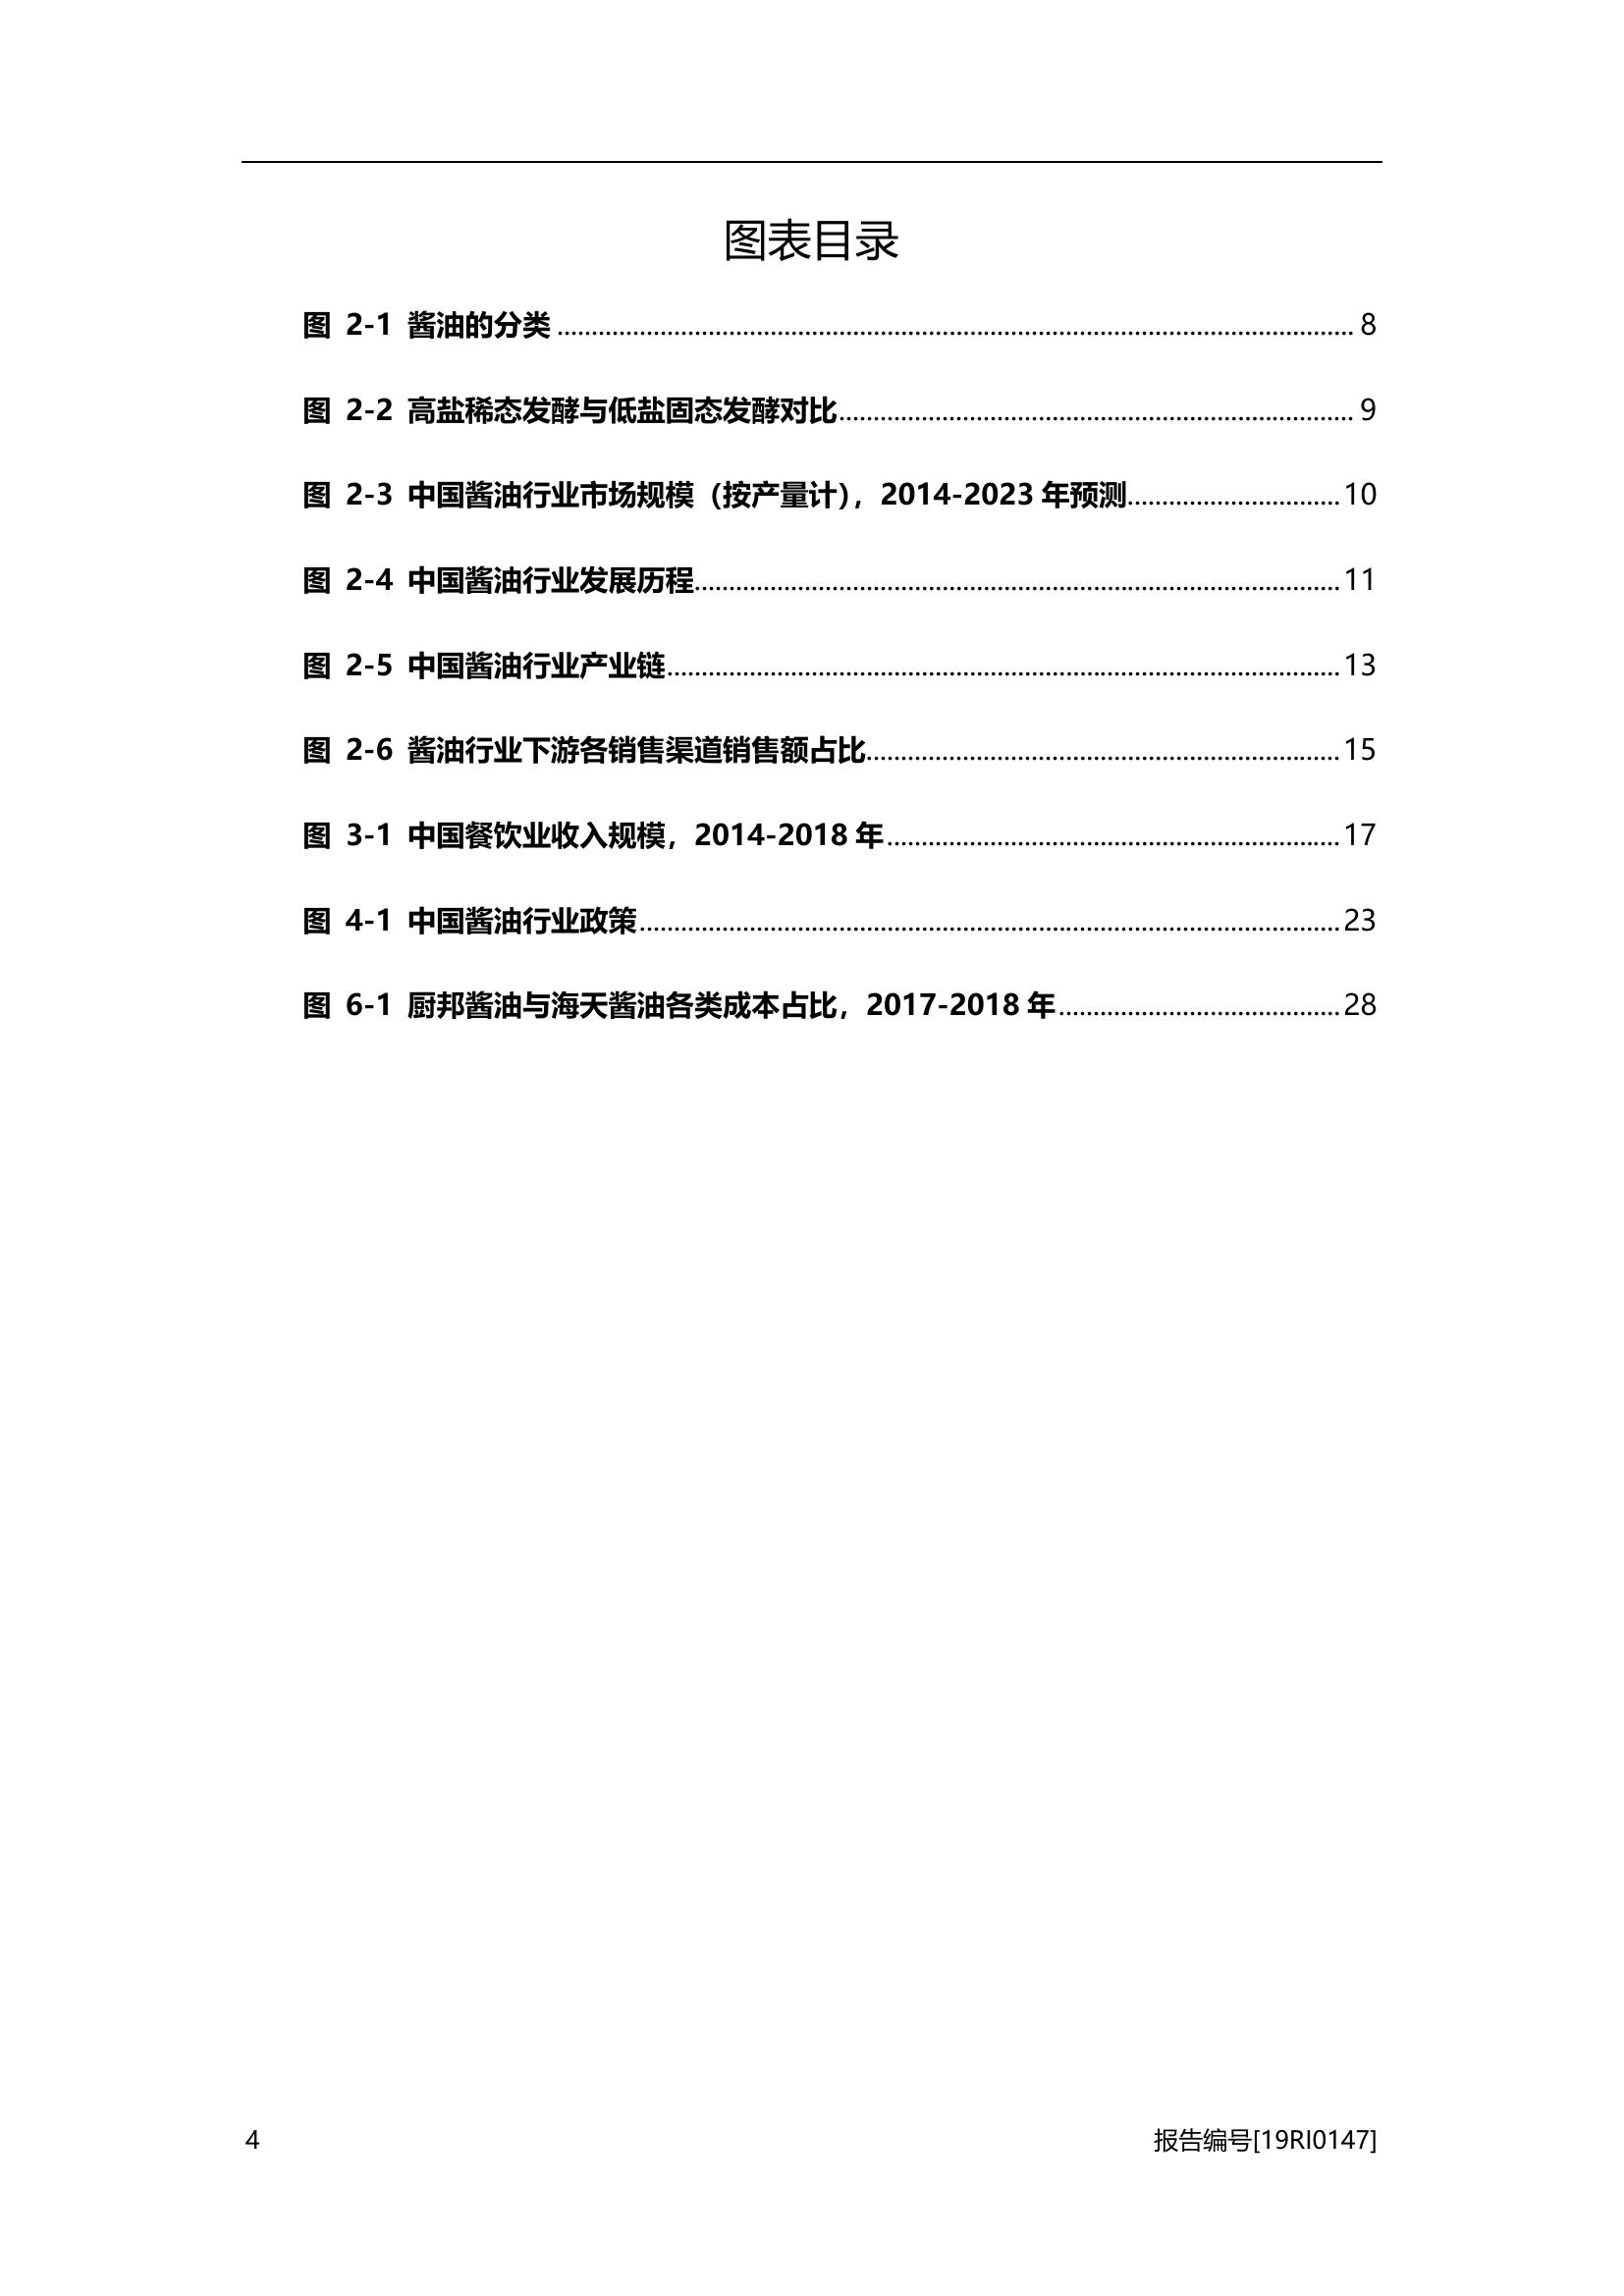 图表目录
图 2-1 酱油的分类 ........ 8
图 2-2 高盐稀态发酵与低盐固态发酵对比 ........ 9
图 2-3 中国酱油行业市场规模（按产量计），2014-2023 年预测 ........ 10
图 2-4 中国酱油行业发展历程 ........ 11
图 2-5 中国酱油行业产业链 ........ 13
图 2-6 酱油行业下游各销售渠道销售额占比 ........ 15
图 3-1 中国餐饮业收入规模，2014-2018 年 ........ 17
图 4-1 中国酱油行业政策 ........ 23
图 6-1 厨邦酱油与海天酱油各类成本占比，2017-2018 年 ........ 28
4 报告编号[19RI0147]